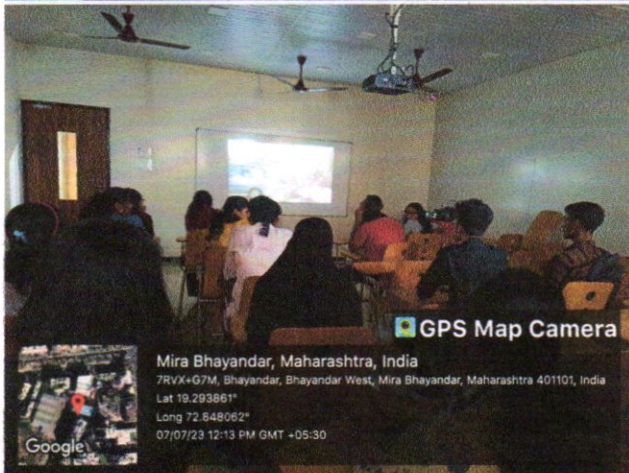 GPS Map Camera
Mira Bhayandar, Maharashtra, India
7RVX+G7M, Bhayandar, Bhayandar West, Mira Bhayandar, Maharashtra 401101, India
Lat 19.293861°
Long 72.848062°
07/07/23 12:13 PM GMT +05:30
Google